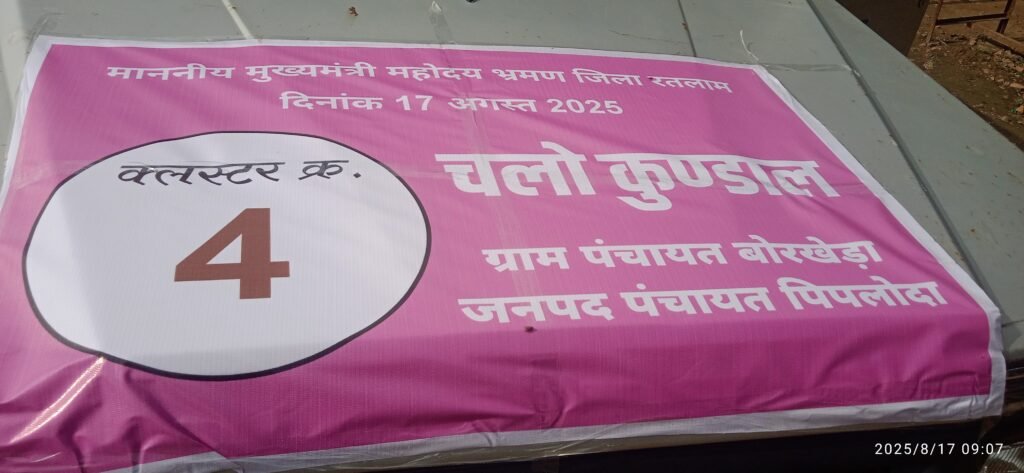 माननीय मुख्यमंत्री महोदय भ्रमण जिला रतलाम
दिनांक 17 अगस्त 2025
क्लस्टर क्र.
4
चलो कुण्डाल
ग्राम पंचायत बोरखेड़ा
जनपद पंचायत पिपलोदा
2025/8/17 09:07